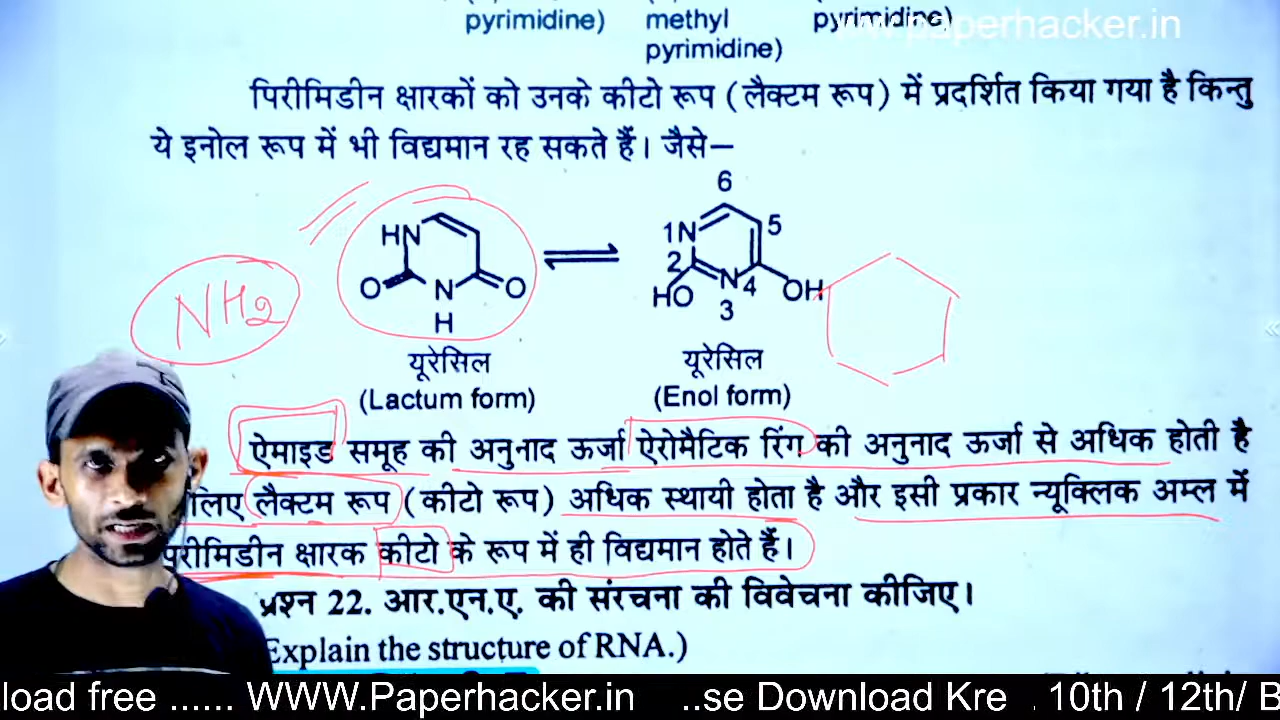 pyrimidine) methyl pyrimidine)
pyrimidine)
www.paperhacker.in
पिरीमिडीन क्षारकों को उनके कीटो रूप (लैक्टम रूप) में प्रदर्शित किया गया है किन्तु
ये इनोल रूप में भी विद्यमान रह सकते हैं। जैसे–
HN O N H O
1N 2 3 4 5 6 N HO OH
NH2
यूरेसिल यूरेसिल
(Lactum form) (Enol form)
ऐमाइड समूह की अनुनाद ऊर्जा ऐरोमैटिक रिंग की अनुनाद ऊर्जा से अधिक होती है
लिए लैक्टम रूप (कीटो रूप) अधिक स्थायी होता है और इसी प्रकार न्यूक्लिक अम्ल में
परीमिडीन क्षारक कीटो के रूप में ही विद्यमान होते हैं।
प्रश्न 22. आर.एन.ए. की संरचना की विवेचना कीजिए।
Explain the structure of RNA.)
load free ...... WWW.Paperhacker.in ..se Download Kre . 10th / 12th/ B